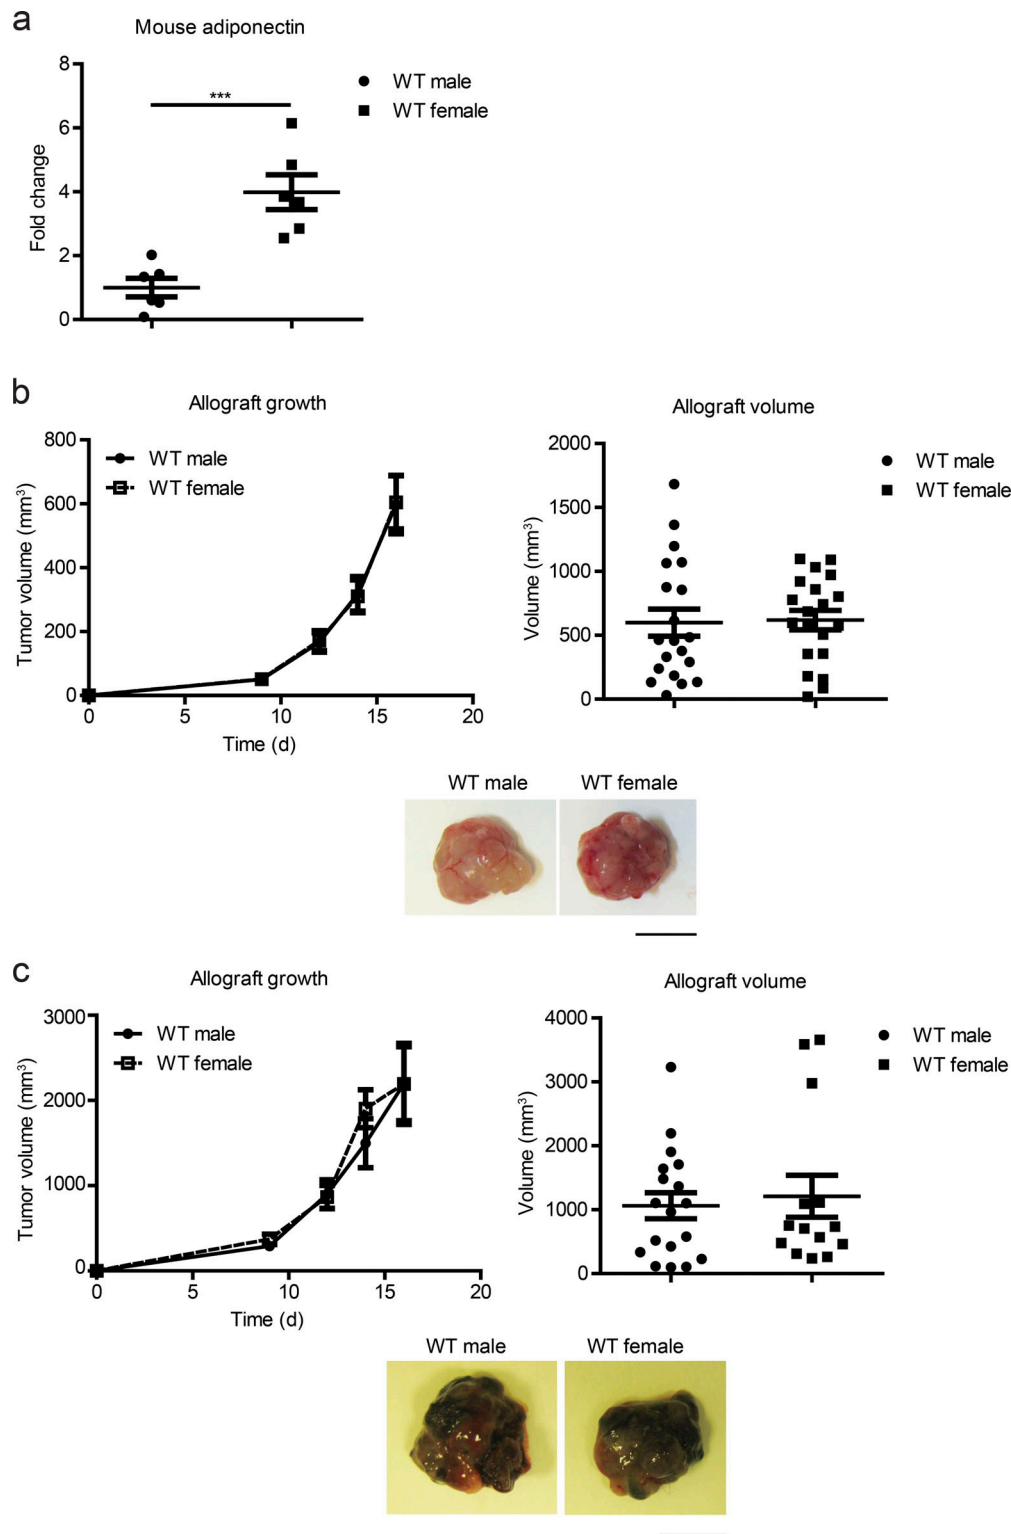 a
Mouse adiponectin
8
6
4
2
0
Fold change
***
WT male
WT female
b
Allograft growth
800
600
400
200
0
Tumor volume (mm³)
WT male
WT female
0 5 10 15 20
Time (d)
Allograft volume
2000
1500
1000
500
0
Volume (mm³)
WT male
WT female
WT male WT female
c
Allograft growth
3000
2000
1000
0
Tumor volume (mm³)
WT male
WT female
0 5 10 15 20
Time (d)
Allograft volume
4000
3000
2000
1000
0
Volume (mm³)
WT male
WT female
WT male WT female